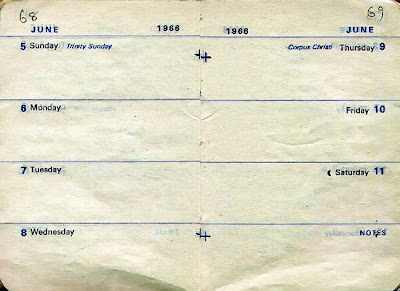 68
JUNE 1966
5 Sunday Trinity Sunday
6 Monday
7 Tuesday
8 Wednesday
69
1966 JUNE
Corpus Christi Thursday 9
Friday 10
Saturday 11
NOTES